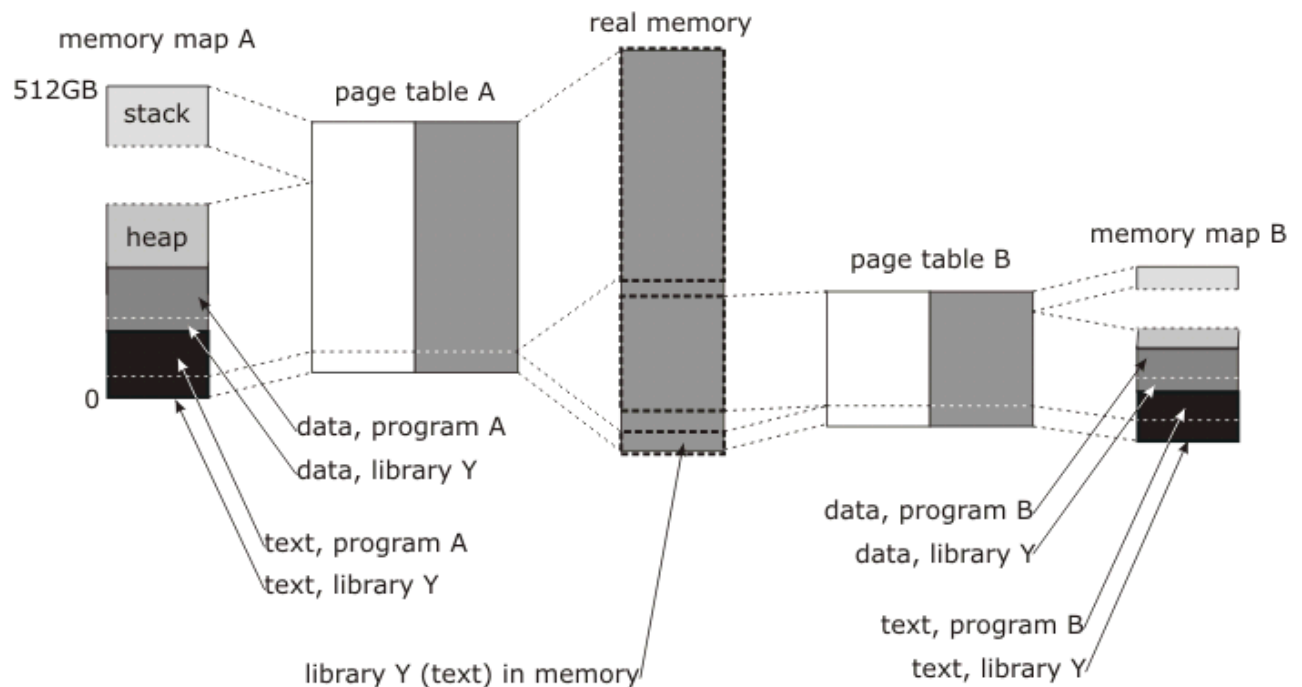 real memory
memory map A
512GB
page table A
stack
memory map B
heap
page table B
0
data, program A
data, library Y
data, program B
text, program A
data, library Y
text, library Y
text, program B
library Y (text) in memory
text, library Y